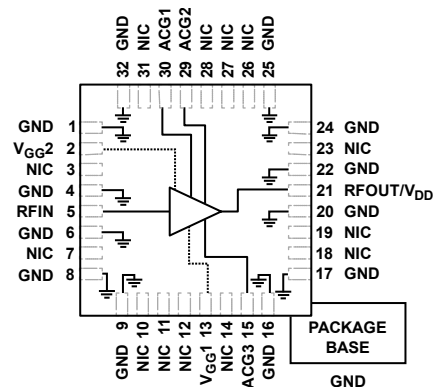 32 GND
31 NIC
30 ACG1
29 ACG2
28 NIC
27 NIC
26 NIC
25 GND
GND 1
VGG2 2
NIC 3
GND 4
RFIN 5
GND 6
NIC 7
GND 8
24 GND
23 NIC
22 GND
21 RFOUT/VDD
20 GND
19 NIC
18 NIC
17 GND
GND 9
NIC 10
NIC 11
NIC 12
VGG1 13
NIC 14
ACG3 15
GND 16
PACKAGE
BASE
GND